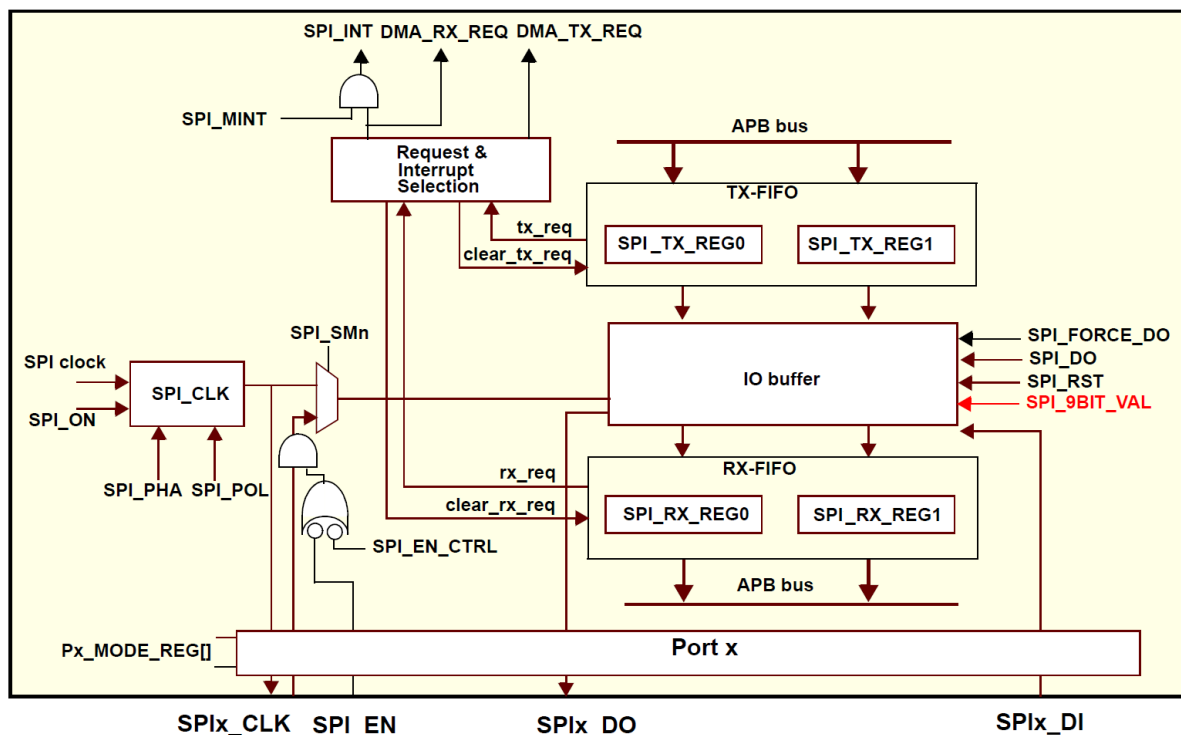 SPI_INT DMA_RX_REQ DMA_TX_REQ
SPI_MINT
APB bus
Request &
Interrupt
Selection
TX-FIFO
tx_req
SPI_TX_REG0 SPI_TX_REG1
clear_tx_req
SPI_SMn
SPI_FORCE_DO
SPI clock
SPI_DO
SPI_CLK
IO buffer
SPI_RST
SPI_ON
SPI_9BIT_VAL
rx_req
RX-FIFO
SPI_PHA SPI_POL
clear_rx_req
SPI_RX_REG0 SPI_RX_REG1
SPI_EN_CTRL
APB bus
Px_MODE_REG[]
Port x
SPIx_CLK SPI_EN SPIx_DO SPIx_DI